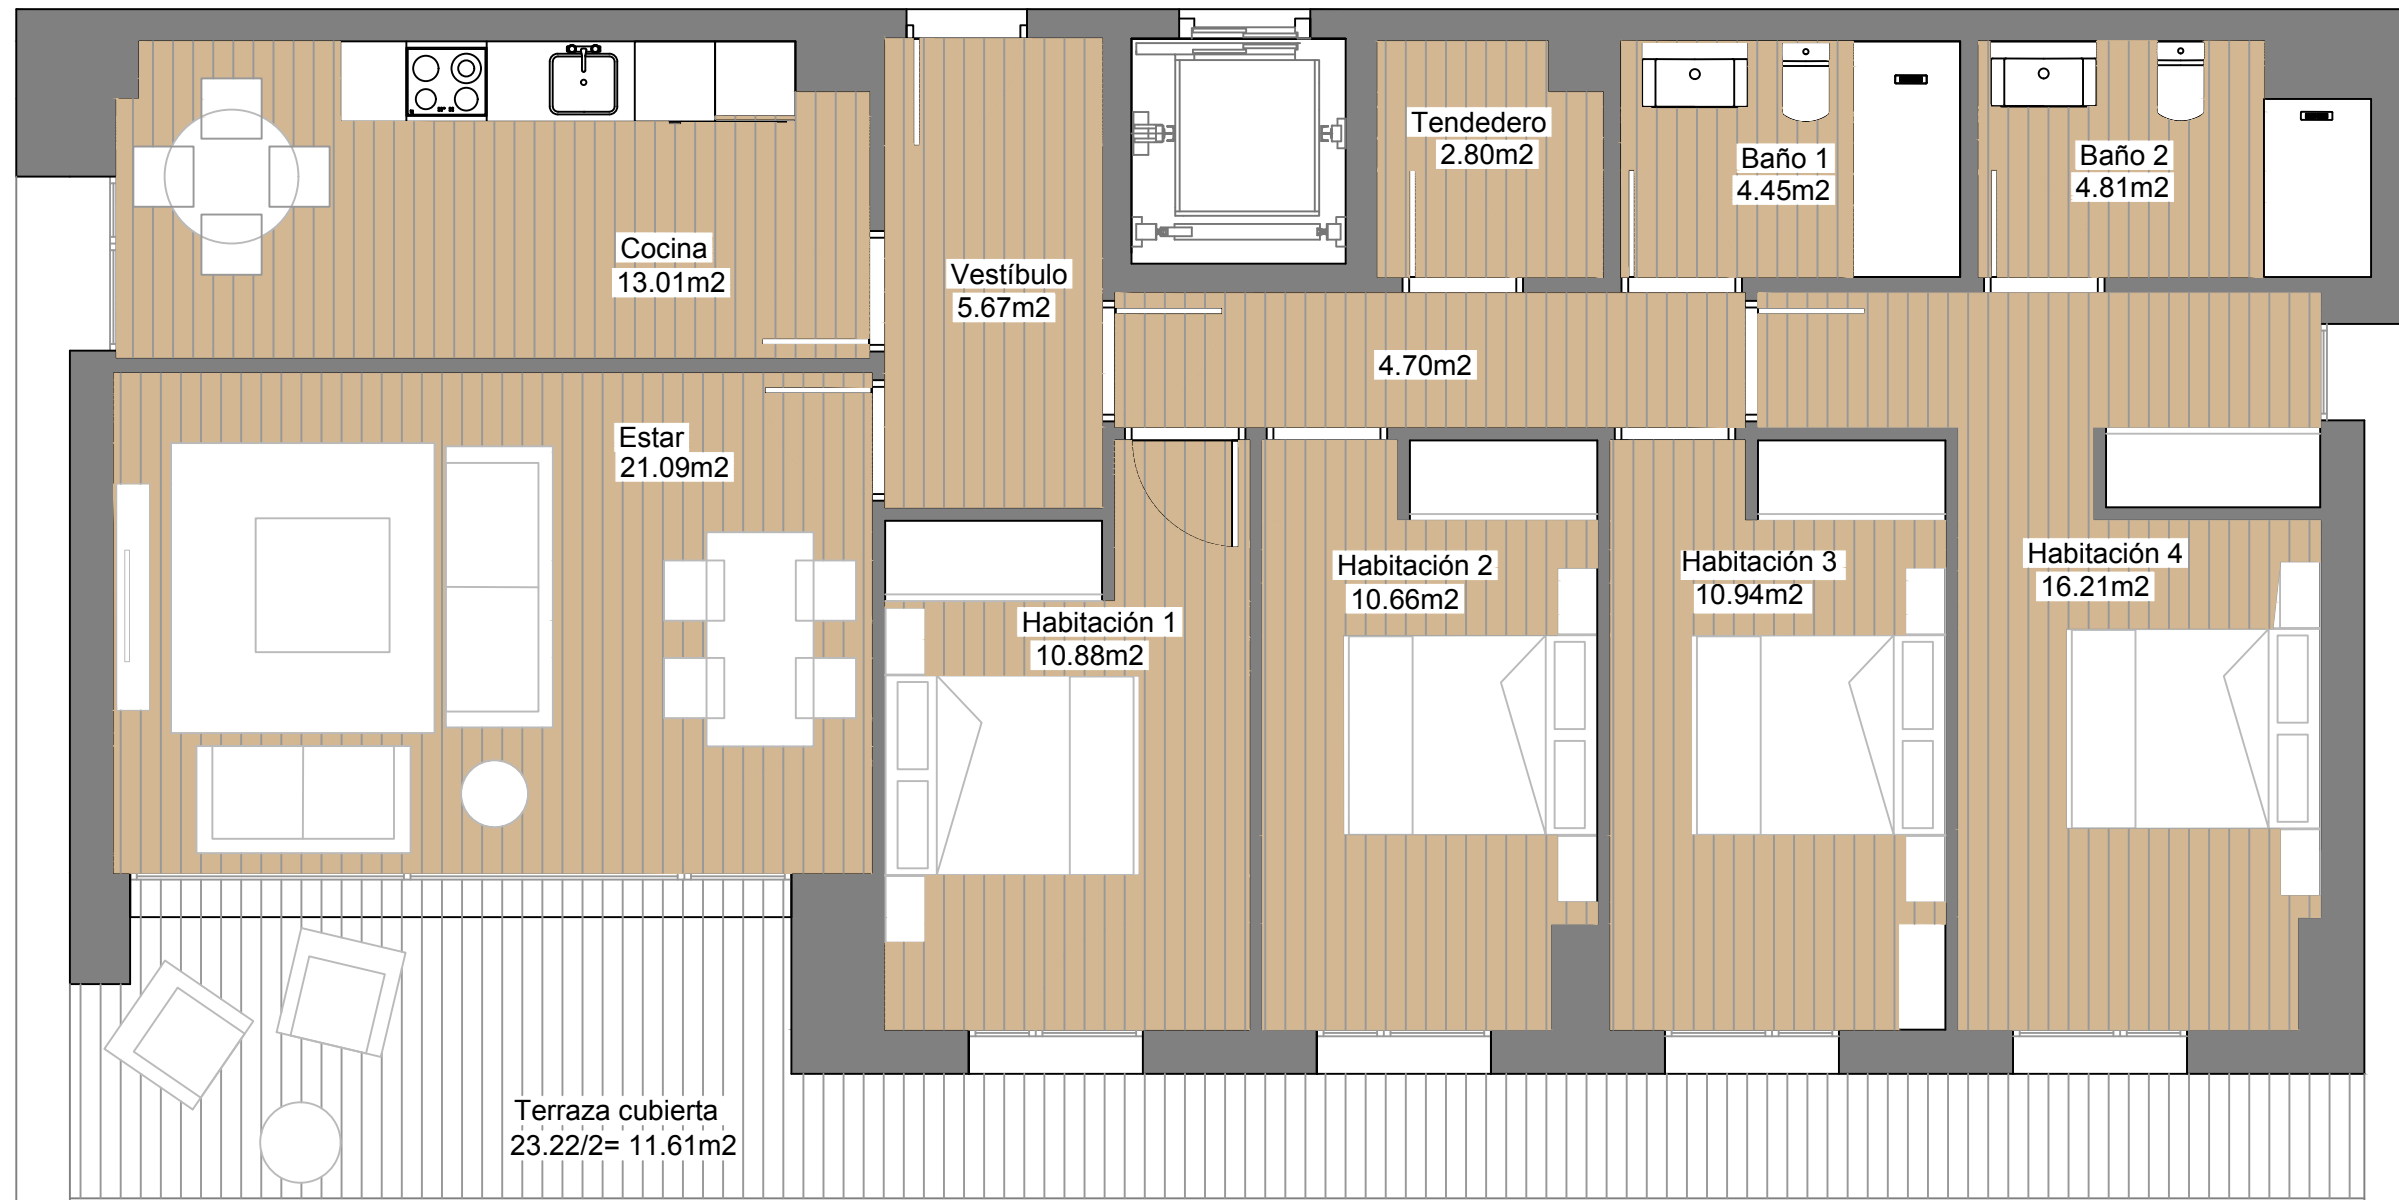 Tendedero
2.80m2
Baño 1
4.45m2
Baño 2
4.81m2
Cocina
13.01m2
Vestíbulo
5.67m2
4.70m2
Estar
21.09m2
Habitación 1
10.88m2
Habitación 2
10.66m2
Habitación 3
10.94m2
Habitación 4
16.21m2
Terraza cubierta
23.22/2= 11.61m2